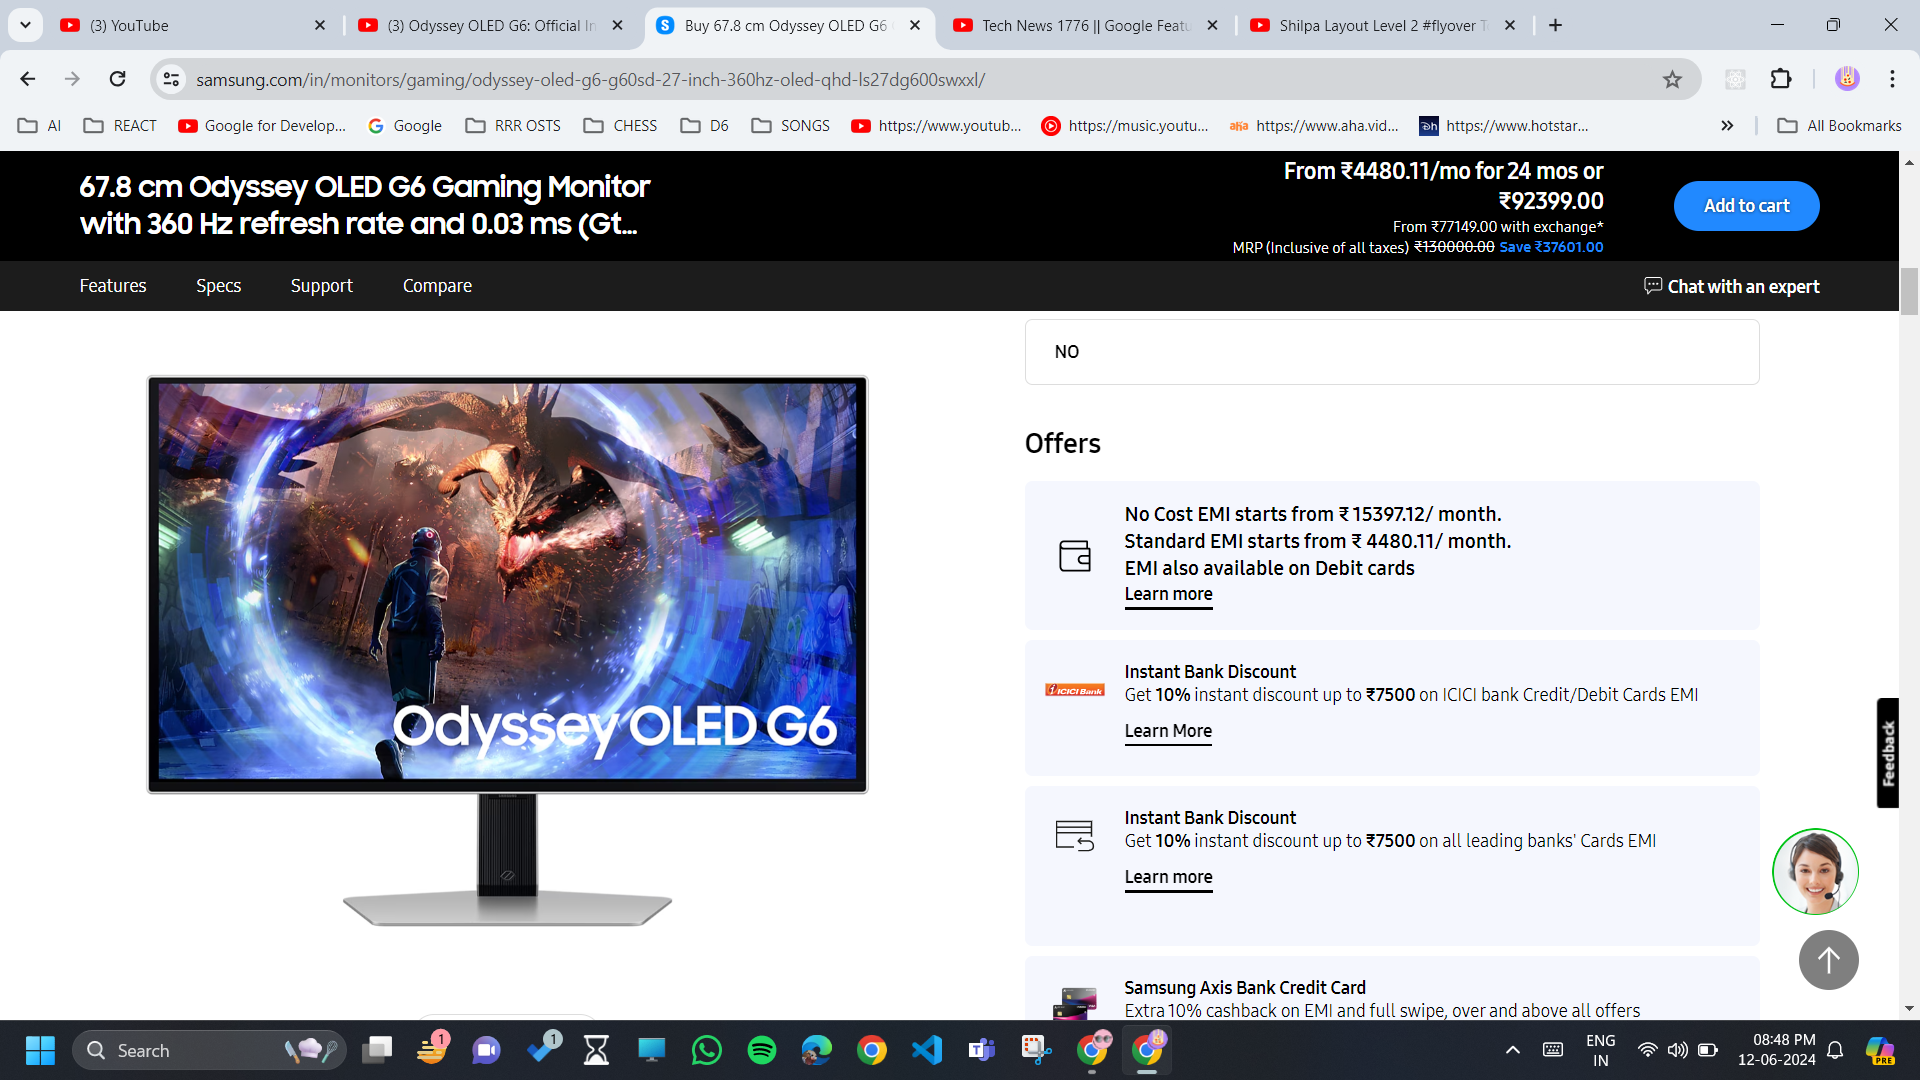 (3) YouTube
(3) Odyssey OLED G6: Official In
Buy 67.8 cm Odyssey OLED G6
Tech News 1776 || Google Featu
Shilpa Layout Level 2 #flyover
samsung.com/in/monitors/gaming/odyssey-oled-g6-g60sd-27-inch-360hz-oled-qhd-ls27dg600swxxl/
AI
REACT
Google for Develop...
Google
RRR OSTS
CHESS
D6
SONGS
https://www.youtub...
https://music.youtu...
aha
https://www.aha.vid...
https://www.hotstar...
All Bookmarks
67.8 cm Odyssey OLED G6 Gaming Monitor
with 360 Hz refresh rate and 0.03 ms (Gt...
From ₹4480.11/mo for 24 mos or
₹92399.00
From ₹77149.00 with exchange*
MRP (Inclusive of all taxes) ₹130000.00 Save ₹37601.00
Add to cart
Features
Specs
Support
Compare
Chat with an expert
NO
Offers
No Cost EMI starts from ₹ 15397.12/ month.
Standard EMI starts from ₹ 4480.11/ month.
EMI also available on Debit cards
Learn more
ICICI Bank
Instant Bank Discount
Get 10% instant discount up to ₹7500 on ICICI bank Credit/Debit Cards EMI
Learn More
Instant Bank Discount
Get 10% instant discount up to ₹7500 on all leading banks' Cards EMI
Learn more
Samsung Axis Bank Credit Card
Extra 10% cashback on EMI and full swipe, over and above all offers
Odyssey OLED G6
Feedback
Search
1
1
ENG
IN
08:48 PM
12-06-2024
PRE